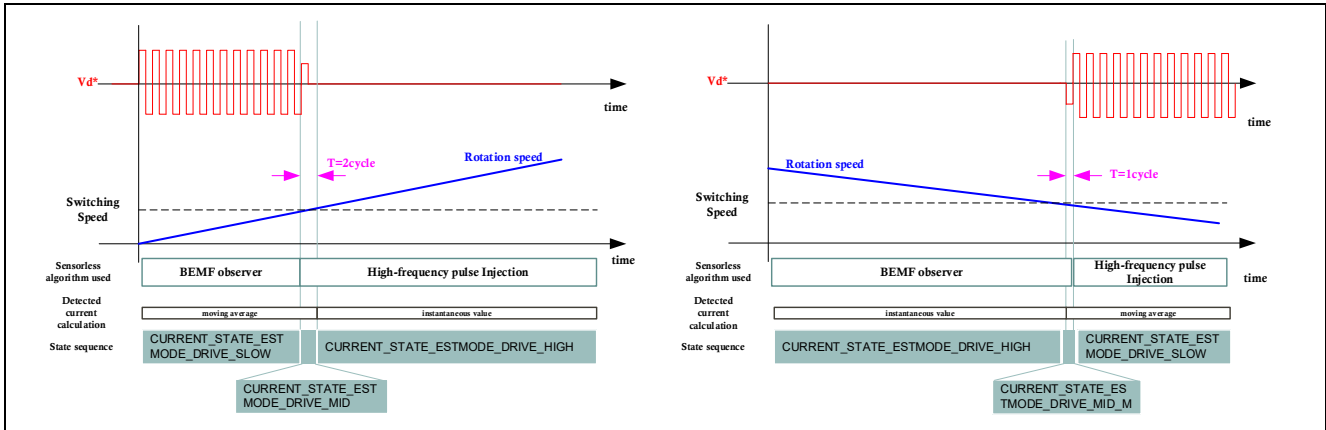 Vd*
time
T=2cycle
Rotation speed
Switching
Speed
time
Sensorless
algorithm used
BEMF observer
High-frequency pulse Injection
Detected
current
calculation
moving average
instantaneous value
State sequence
CURRENT_STATE_EST
MODE_DRIVE_SLOW
CURRENT_STATE_ESTMODE_DRIVE_HIGH
CURRENT_STATE_EST
MODE_DRIVE_MID
Vd*
time
Rotation speed
T=1cycle
Switching
Speed
time
Sensorless
algorithm used
BEMF observer
High-frequency pulse
Injection
Detected
current
calculation
instantaneous value
moving average
State sequence
CURRENT_STATE_ESTMODE_DRIVE_HIGH
CURRENT_STATE_EST
MODE_DRIVE_SLOW
CURRENT_STATE_ES
TMODE_DRIVE_MID_M